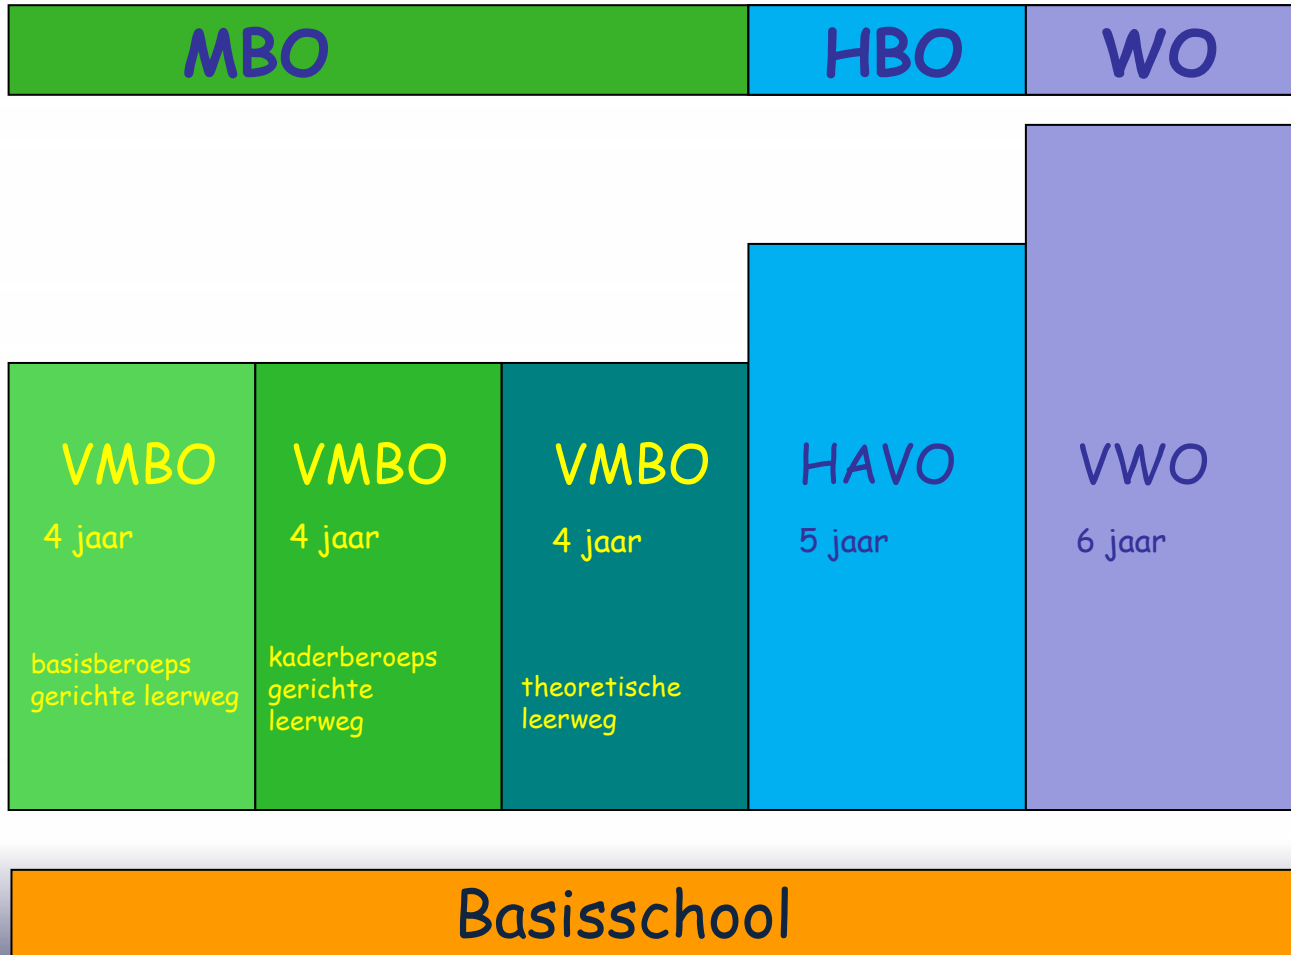 MBO
HBO
WO
VMBO
4 jaar
basisberoeps
gerichte leerweg
VMBO
4 jaar
kaderberoeps
gerichte
leerweg
VMBO
4 jaar
theoretische
leerweg
HAVO
5 jaar
VWO
6 jaar
Basisschool